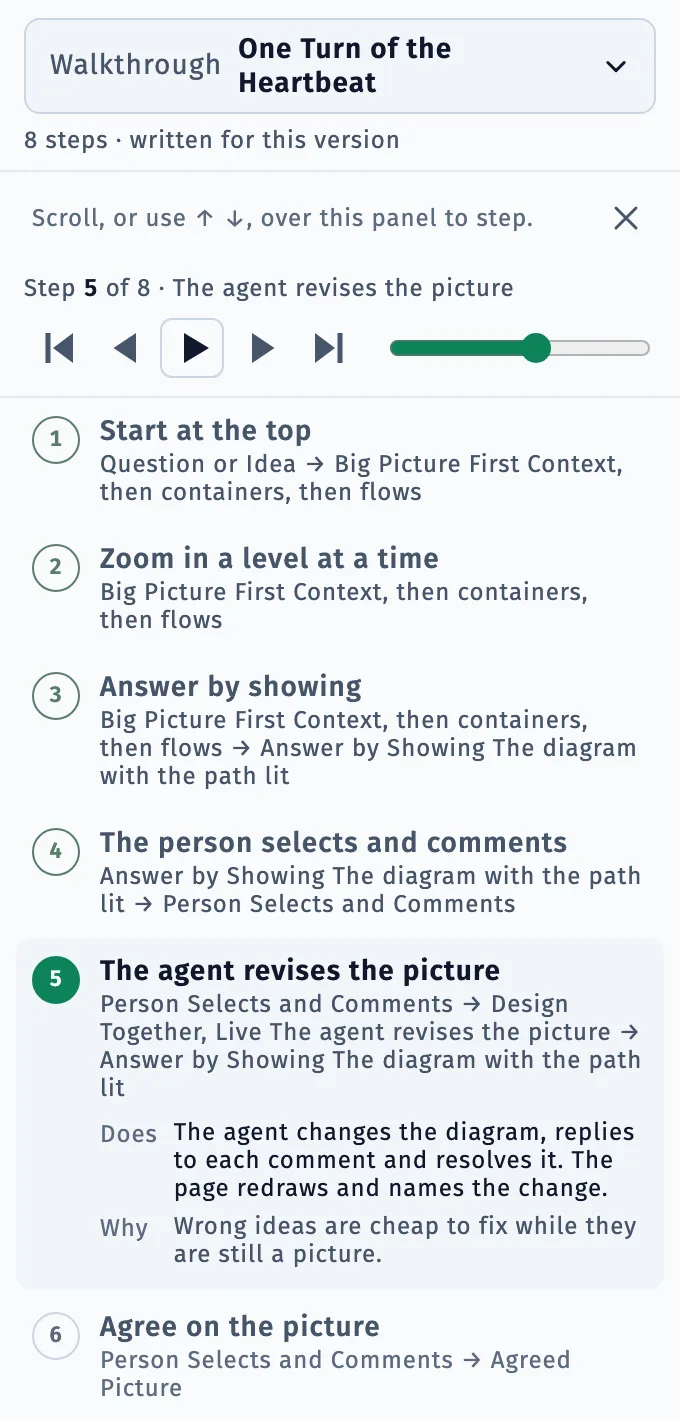 Walkthrough
One Turn of the
Heartbeat
8 steps · written for this version
Scroll, or use ↑ ↓, over this panel to step.
Step 5 of 8 · The agent revises the picture
1
Start at the top
Question or Idea → Big Picture First Context,
then containers, then flows
2
Zoom in a level at a time
Big Picture First Context, then containers,
then flows
3
Answer by showing
Big Picture First Context, then containers,
then flows → Answer by Showing The diagram
with the path lit
4
The person selects and comments
Answer by Showing The diagram with the path
lit → Person Selects and Comments
5
The agent revises the picture
Person Selects and Comments → Design
Together, Live The agent revises the picture →
Answer by Showing The diagram with the path
lit
Does The agent changes the diagram, replies
to each comment and resolves it. The
page redraws and names the change.
Why Wrong ideas are cheap to fix while they
are still a picture.
6
Agree on the picture
Person Selects and Comments → Agreed
Picture